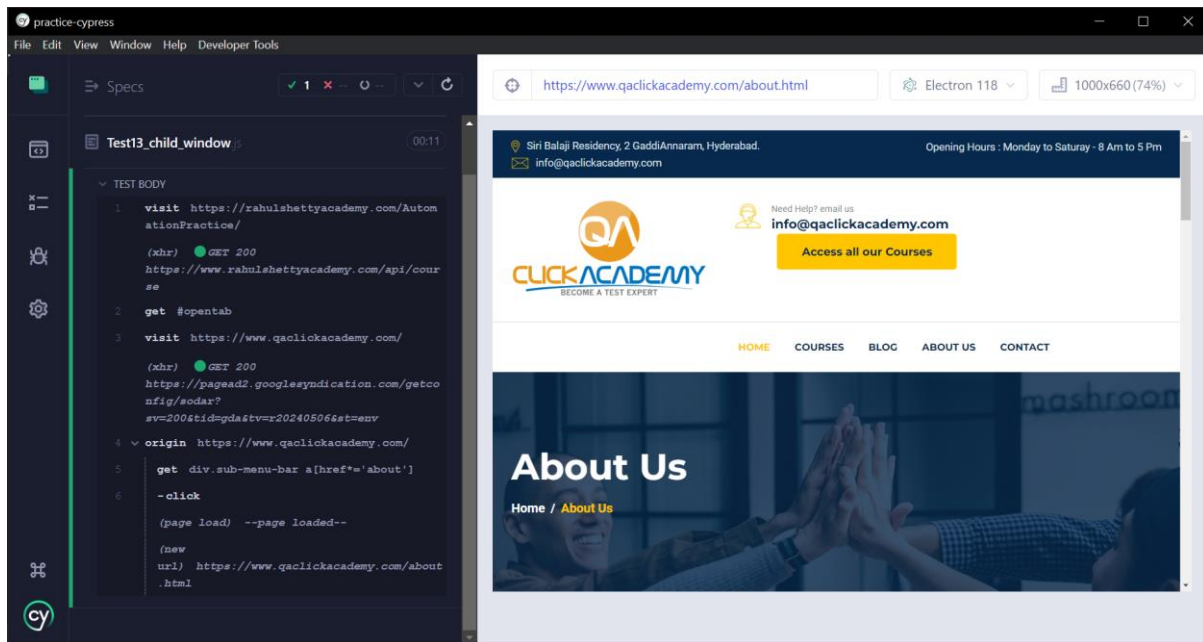 practice-cypress
File Edit View Window Help Developer Tools
Specs
1 -- --
Test13_child_window js
00:11
TEST BODY
1 visit https://rahulshettyacademy.com/Autom
ationPractice/
(xhr) GET 200
https://www.rahulshettyacademy.com/api/cour
se
2 get #opentab
3 visit https://www.qaclickacademy.com/
(xhr) GET 200
https://pagead2.googlesyndication.com/getco
nfig/sodar?
sv=200&tid=gda&tv=r20240506&st=env
4 origin https://www.qaclickacademy.com/
5 get div.sub-menu-bar a[href*='about']
6 -click
(page load) --page loaded--
(new
url) https://www.qaclickacademy.com/about
.html
cy
https://www.qaclickacademy.com/about.html
Electron 118
1000x660 (74%)
Siri Balaji Residency, 2 GaddiAnnaram, Hyderabad.
info@qaclickacademy.com
Opening Hours : Monday to Saturay - 8 Am to 5 Pm
QA
CLICKACADEMY
BECOME A TEST EXPERT
Need Help? email us
info@qaclickacademy.com
Access all our Courses
HOME COURSES BLOG ABOUT US CONTACT
mashroom
About Us
Home / About Us